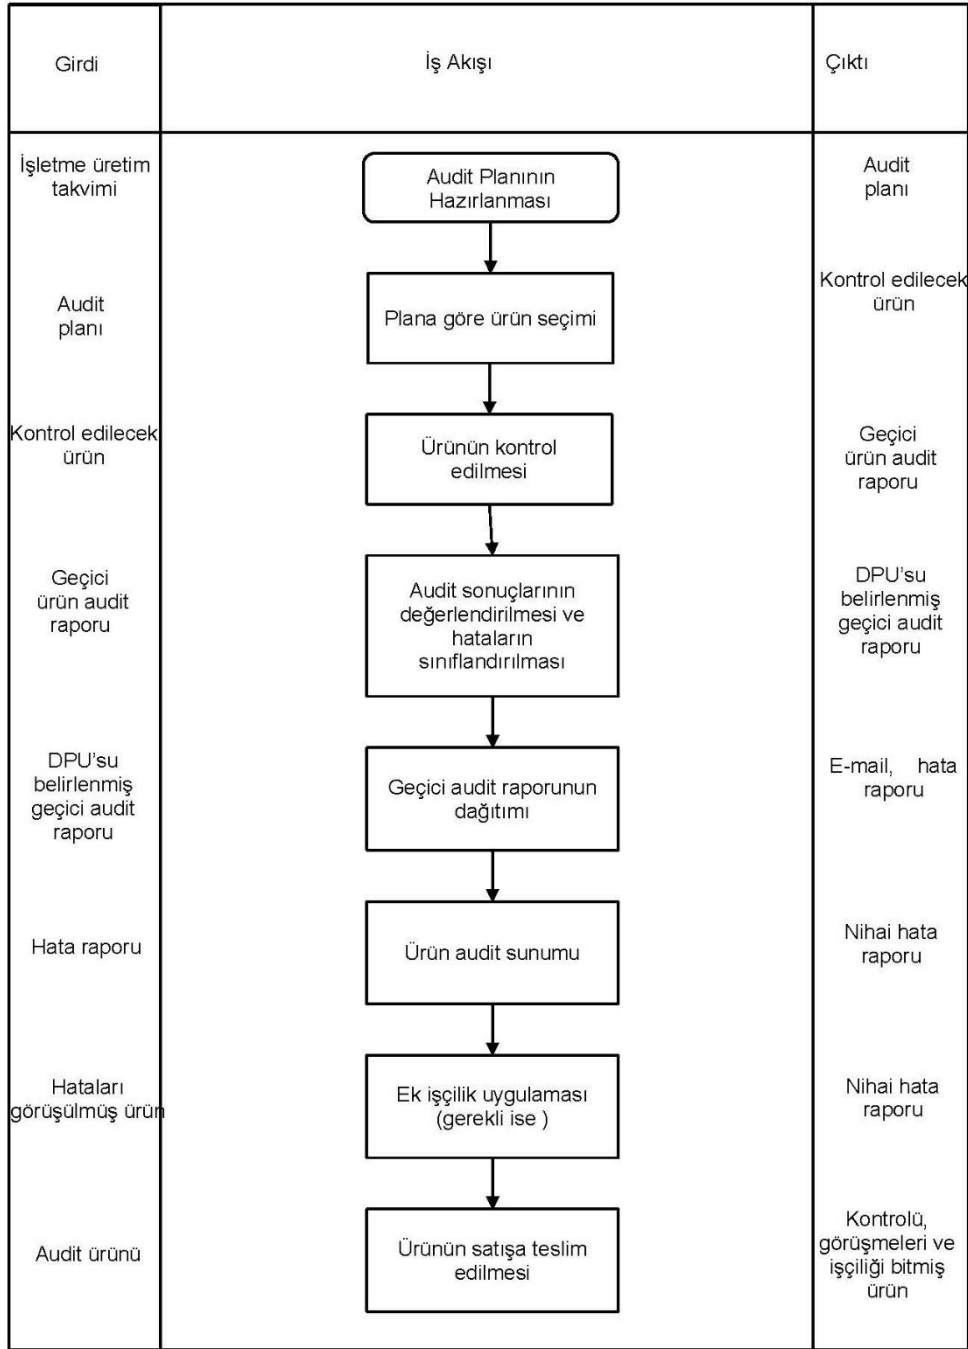 Girdi
İş Akışı
Çıktı
İşletme üretim
takvimi
Audit Planının
Hazırlanması
Audit
planı
Audit
planı
Plana göre ürün seçimi
Kontrol edilecek
ürün
Kontrol edilecek
ürün
Ürünün kontrol
edilmesi
Geçici
ürün audit
raporu
Geçici
ürün audit
raporu
Audit sonuçlarının
değerlendirilmesi ve
hataların
sınıflandırılması
DPU'su
belirlenmiş
geçici audit
raporu
DPU'su
belirlenmiş
geçici audit
raporu
Geçici audit raporunun
dağıtımı
E-mail, hata
raporu
Hata raporu
Ürün audit sunumu
Nihai hata
raporu
Hataları
görüşülmüş ürün
Ek işçilik uygulaması
(gerekli ise )
Nihai hata
raporu
Audit ürünü
Ürünün satışa teslim
edilmesi
Kontrolü,
görüşmeleri ve
işçiliği bitmiş
ürün